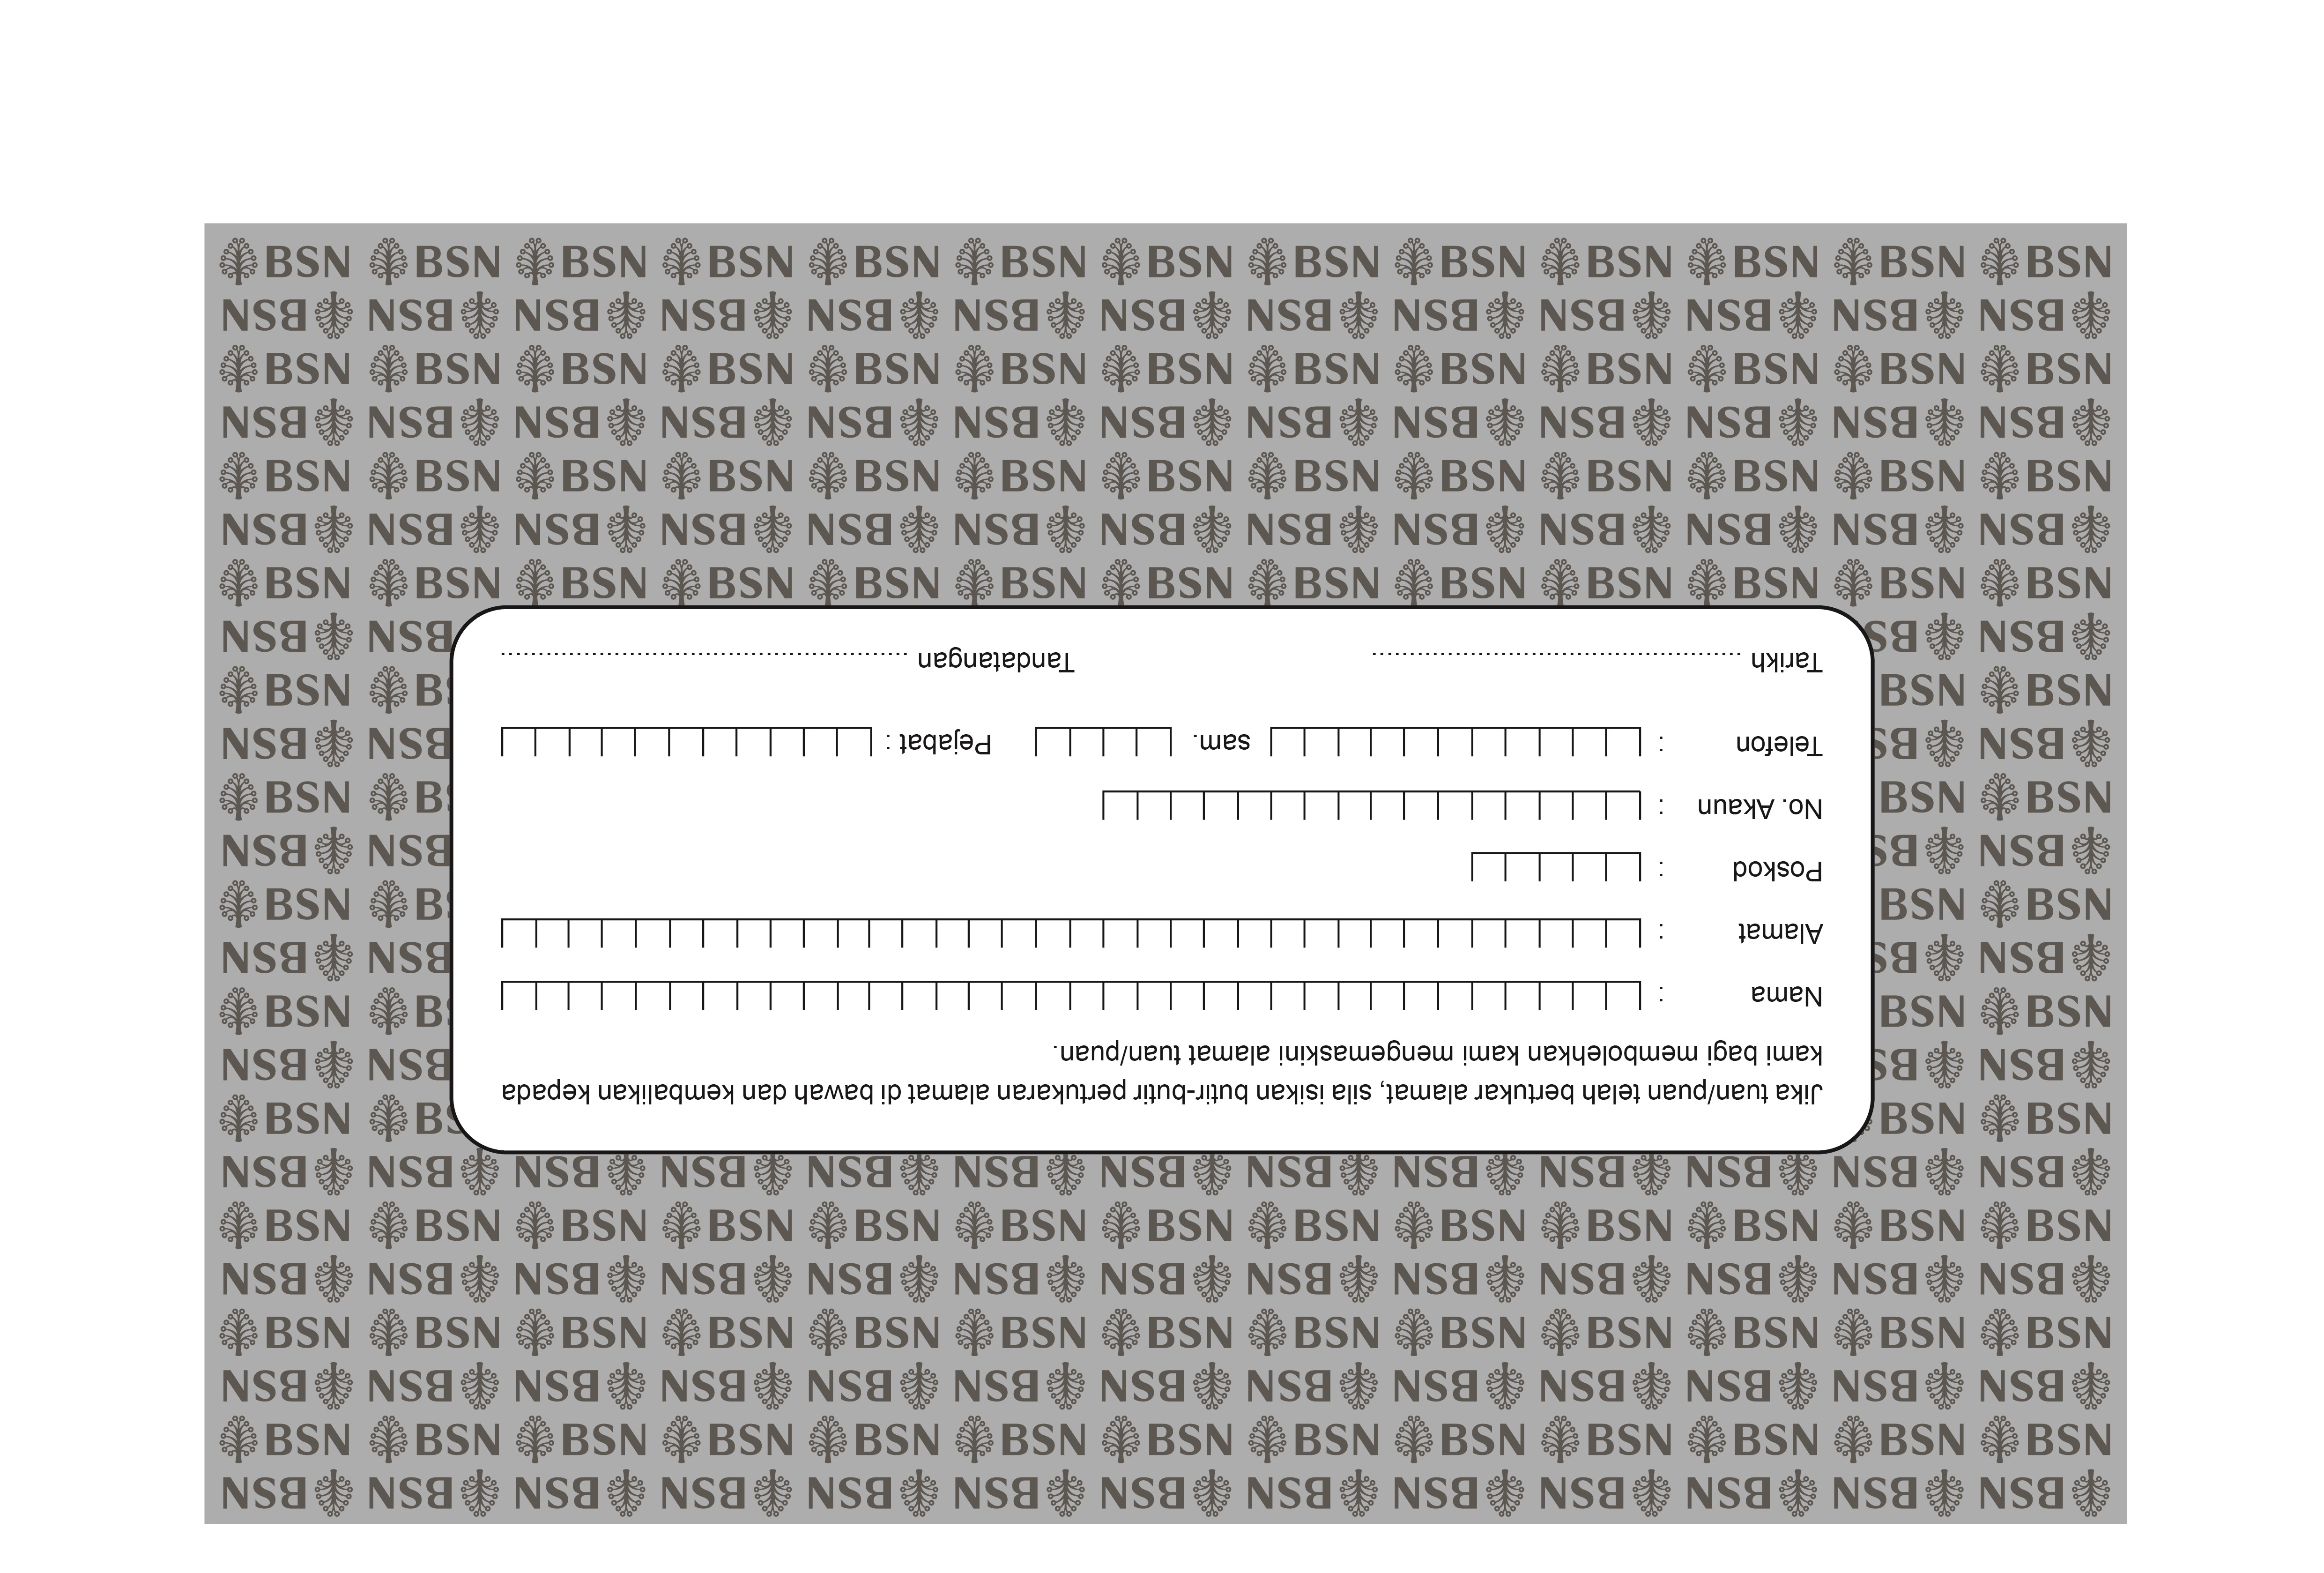 BSN BSN BSN BSN BSN BSN BSN BSN BSN BSN BSN BSN BSN
Jika tuan/puan telah bertukar alamat, sila isikan butir-butir pertukaran alamat di bawah dan kembalikan kepada
kami bagi membolehkan kami mengemaskini alamat tuan/puan.
Nama :
Alamat :
Poskod :
No. Akaun :
Telefon : sam. Pejabat :
Tarikh ................................................. Tandatangan ......................................................